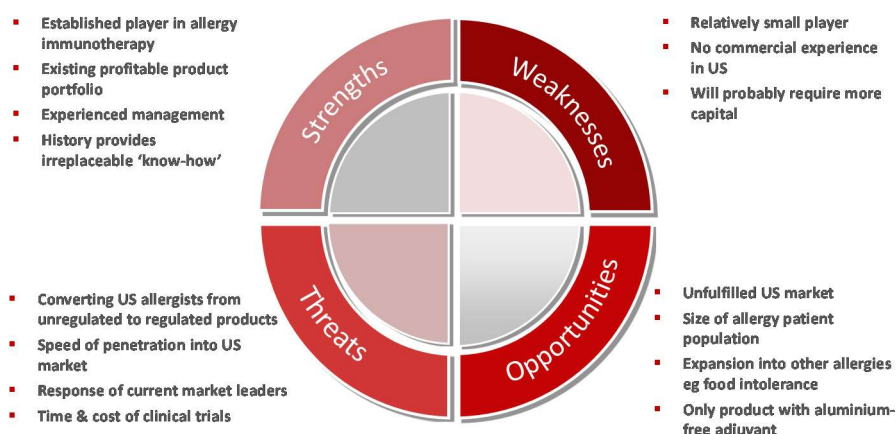 Strengths
▪ Established player in allergy
immunotherapy
▪ Existing profitable product
portfolio
▪ Experienced management
▪ History provides
irreplaceable ‘know-how’
Weaknesses
▪ Relatively small player
▪ No commercial experience
in US
▪ Will probably require more
capital
Threats
▪ Converting US allergists from
unregulated to regulated products
▪ Speed of penetration into US
market
▪ Response of current market leaders
▪ Time & cost of clinical trials
Opportunities
▪ Unfulfilled US market
▪ Size of allergy patient
population
▪ Expansion into other allergies
eg food intolerance
▪ Only product with aluminium-
free adjuvant